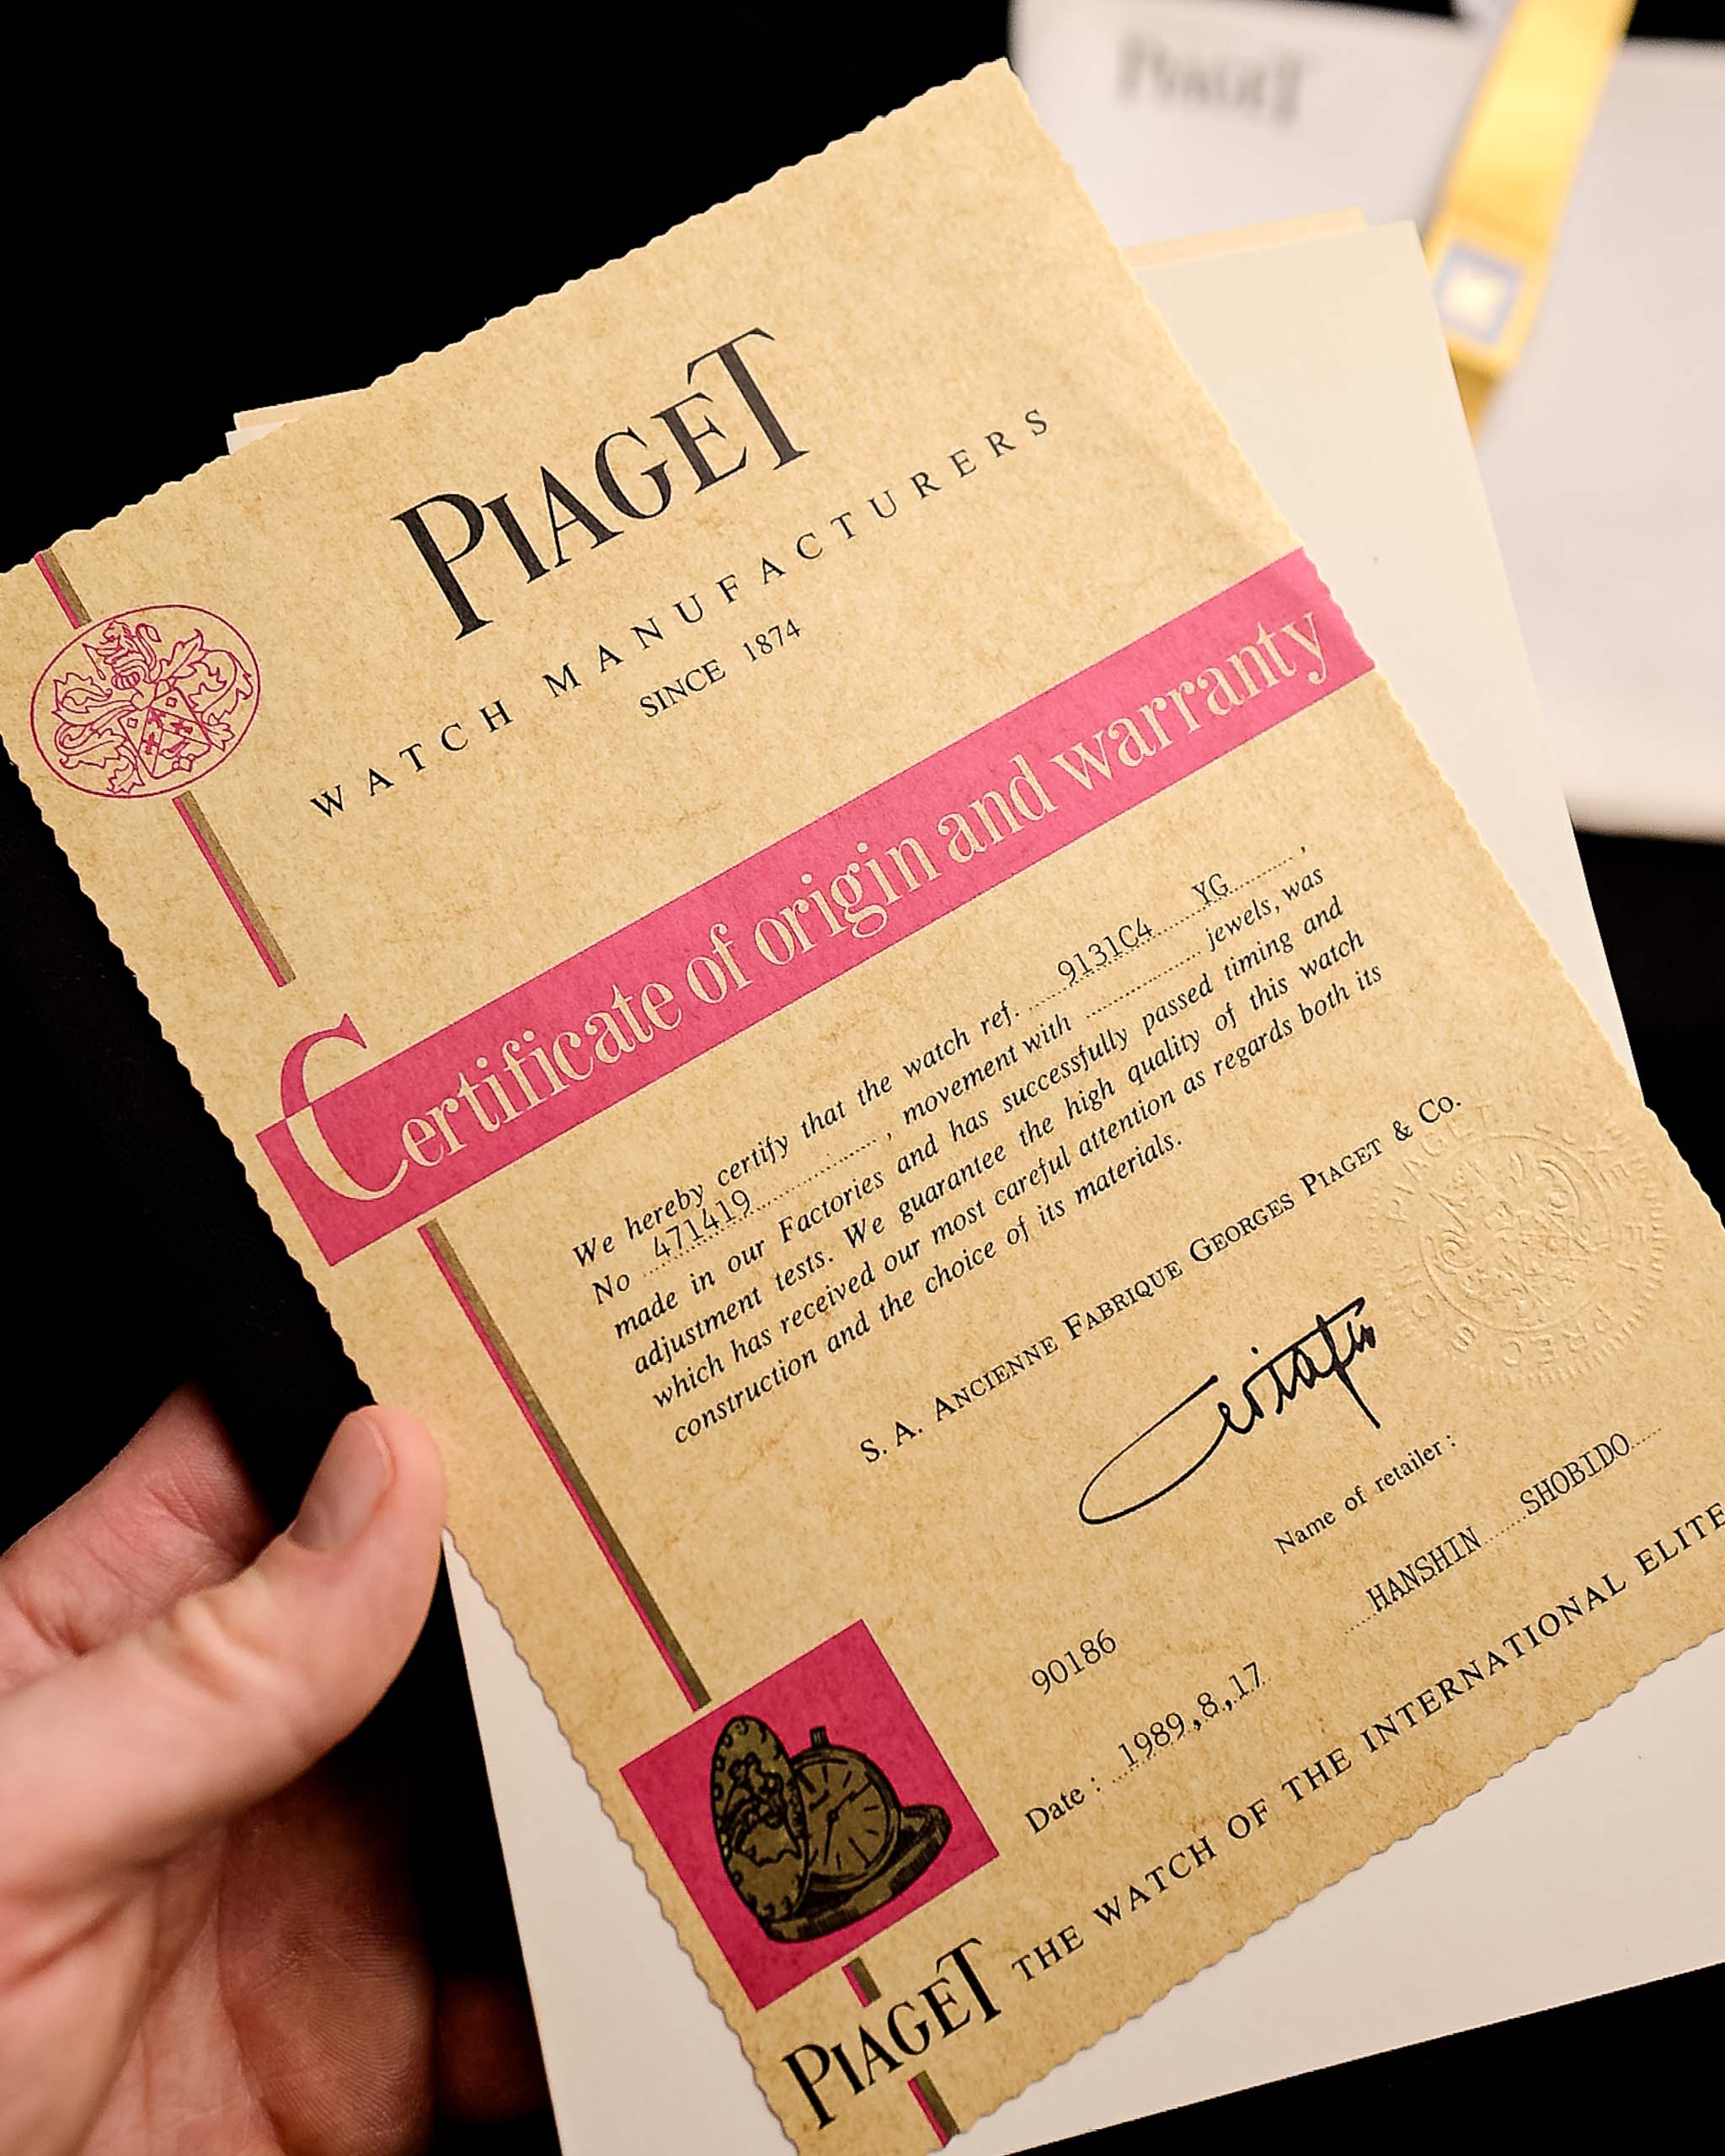 PIAGET
PIAGET
WATCH MANUFACTURERS
SINCE 1874
Certificate of origin and warranty
We hereby certify that the watch ref. ..... 9131C4 ..... YG ..... ,
No ..... 471419 ..... , movement with ..... jewels, was
made in our Factories and has successfully passed timing and
adjustment tests. We guarantee the high quality of this watch
which has received our most careful attention as regards both its
construction and the choice of its materials.
S. A. ANCIENNE FABRIQUE GEORGES PIAGET & CO.
PIAGET
Name of retailer :
HANSHIN SHOBIDO
90186
Date : 1989,8,17
PIAGET THE WATCH OF THE INTERNATIONAL ELITE